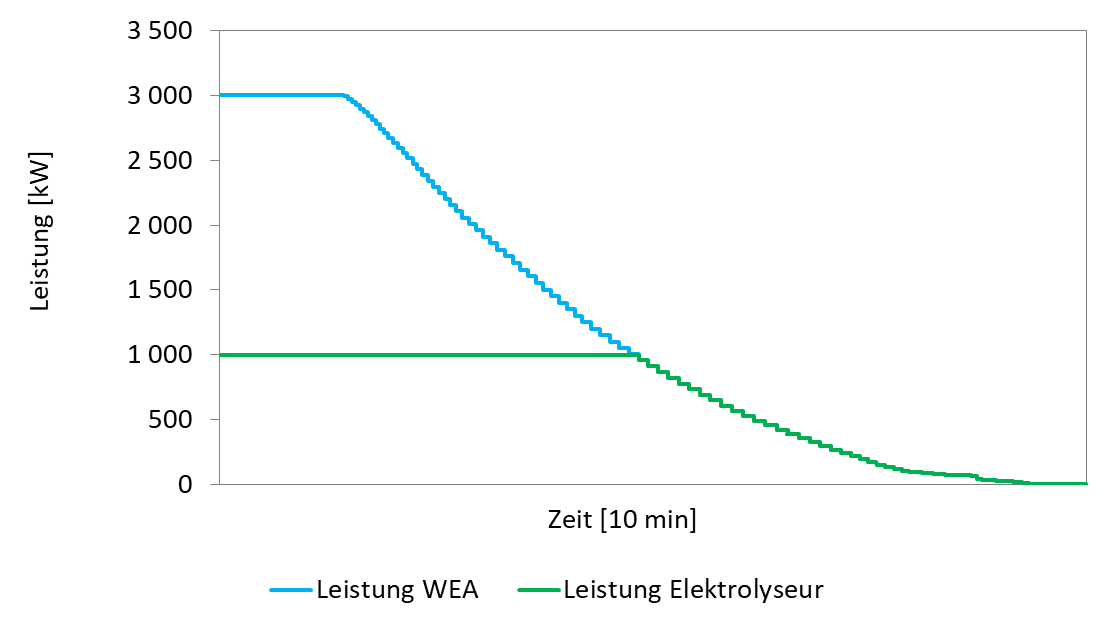 3 500
3 000
2 500
2 000
1 500
1 000
500
0
Leistung [kW]
Zeit [10 min]
Leistung WEA
Leistung Elektrolyseur